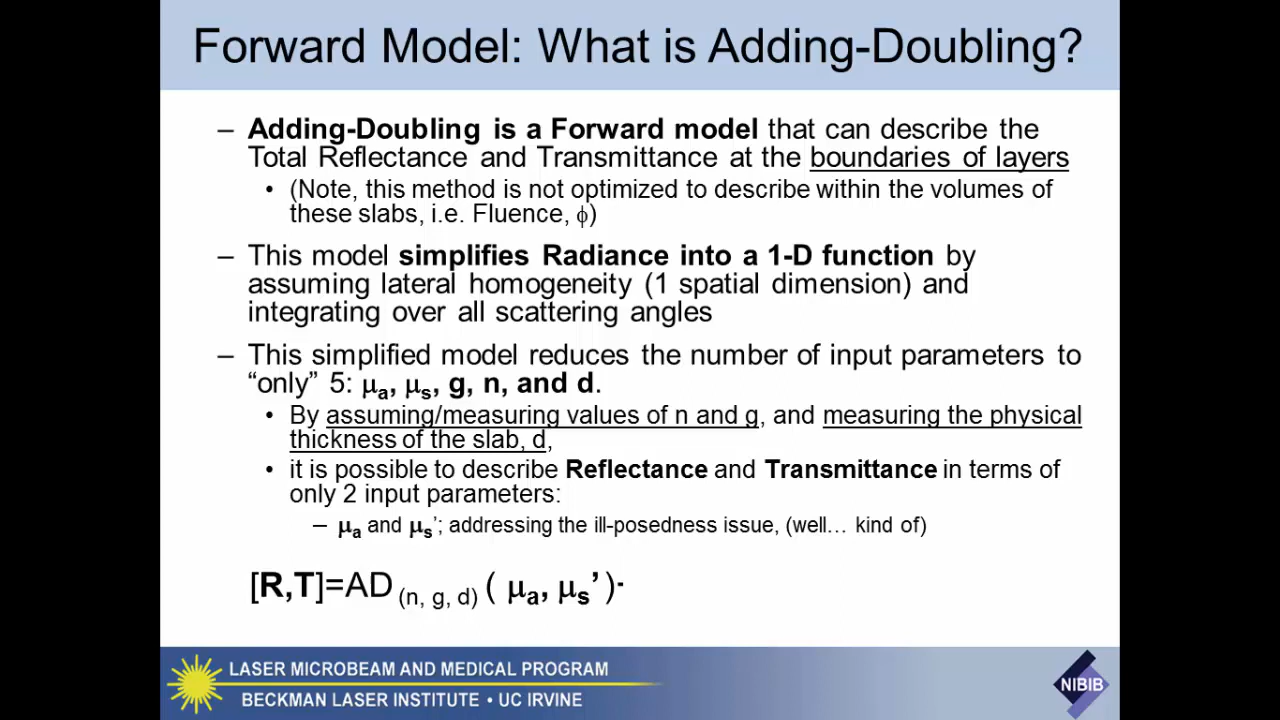 Forward Model: What is Adding-Doubling?
– Adding-Doubling is a Forward model that can describe the
Total Reflectance and Transmittance at the boundaries of layers
• (Note, this method is not optimized to describe within the volumes of
these slabs, i.e. Fluence, ϕ)
– This model simplifies Radiance into a 1-D function by
assuming lateral homogeneity (1 spatial dimension) and
integrating over all scattering angles
– This simplified model reduces the number of input parameters to
“only” 5: μa, μs, g, n, and d.
• By assuming/measuring values of n and g, and measuring the physical
thickness of the slab, d,
• it is possible to describe Reflectance and Transmittance in terms of
only 2 input parameters:
– μa and μs’; addressing the ill-posedness issue, (well… kind of)
[R,T]=AD (n, g, d) ( μa, μs’ )
LASER MICROBEAM AND MEDICAL PROGRAM
BECKMAN LASER INSTITUTE • UC IRVINE
NIBIB